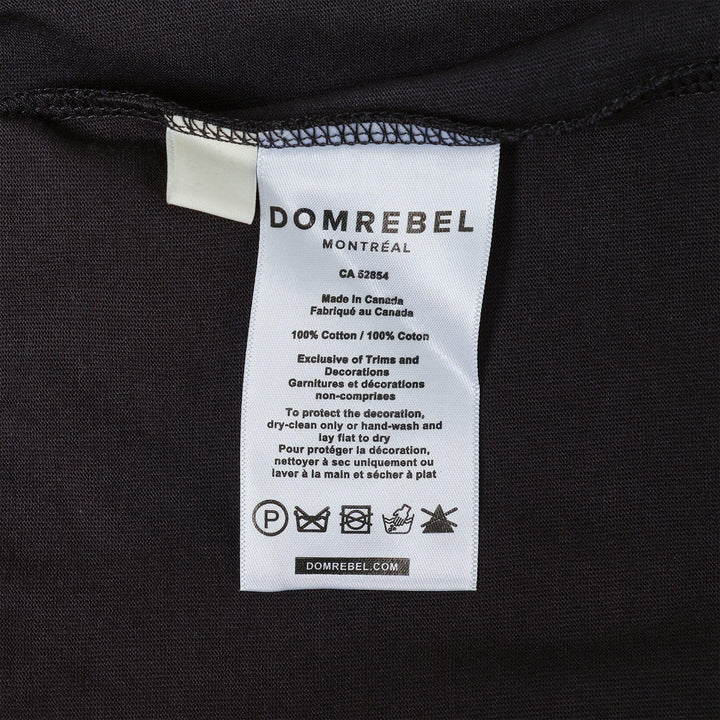 DOMREBEL
MONTRÉAL
CA 52854
Made in Canada
Fabriqué au Canada
100% Cotton / 100% Coton
Exclusive of Trims and
Decorations
Garnitures et décorations
non-comprises
To protect the decoration,
dry-clean only or hand-wash and
lay flat to dry
Pour protéger la décoration,
nettoyer à sec uniquement ou
laver à la main et sécher à plat
P
DOMREBEL.COM